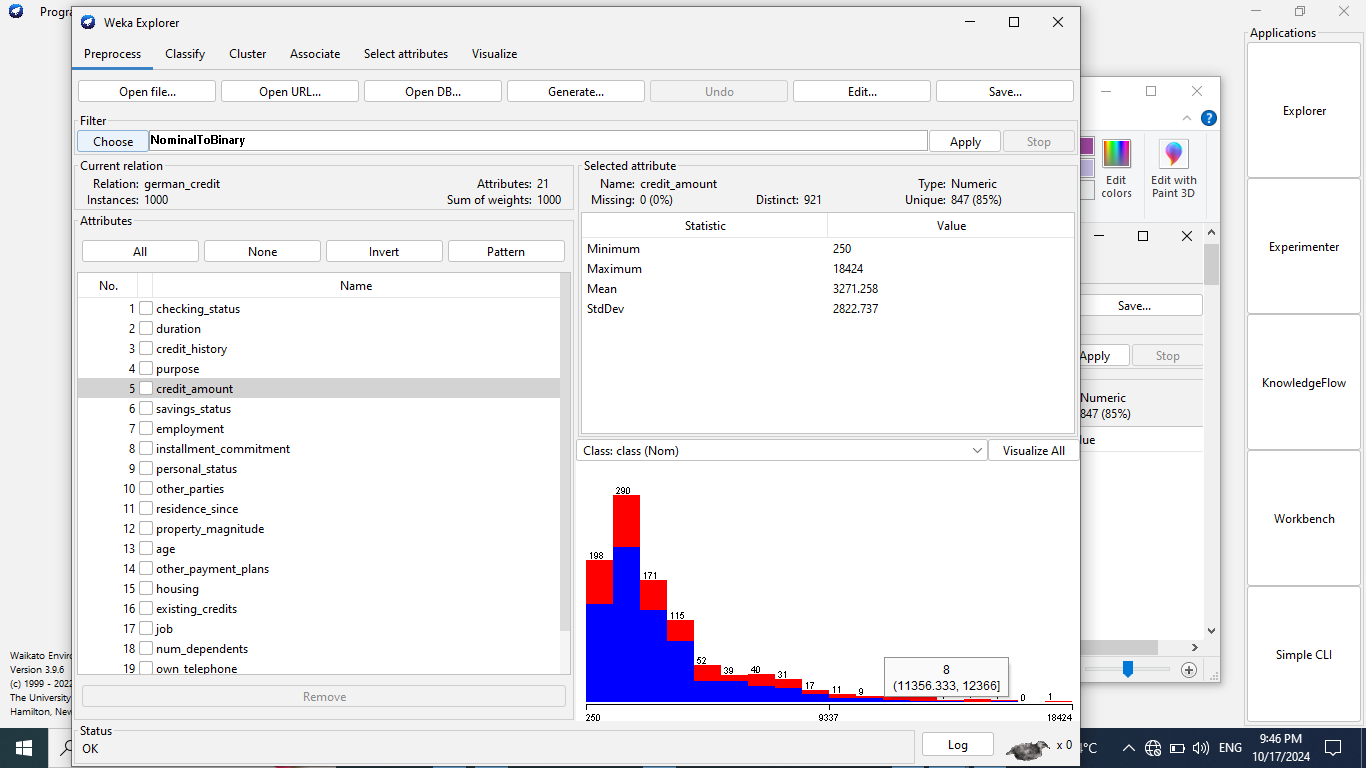 Progra
Weka Explorer
Applications
Preprocess Classify Cluster Associate Select attributes Visualize
Open file... Open URL... Open DB... Generate... Undo Edit... Save...
Explorer
Filter
Choose NominalToBinary Apply Stop
Current relation
Relation: german_credit Attributes: 21
Instances: 1000 Sum of weights: 1000
Selected attribute
Name: credit_amount Type: Numeric
Missing: 0 (0%) Distinct: 921 Unique: 847 (85%)
Edit colors
Edit with Paint 3D
Attributes
All None Invert Pattern
Statistic Value
Minimum 250
Maximum 18424
Mean 3271.258
StdDev 2822.737
Experimenter
No. Name
1 checking_status
2 duration
3 credit_history
4 purpose
5 credit_amount
6 savings_status
7 employment
8 installment_commitment
9 personal_status
10 other_parties
11 residence_since
12 property_magnitude
13 age
14 other_payment_plans
15 housing
16 existing_credits
17 job
18 num_dependents
19 own_telephone
Remove
Save...
Apply Stop
Numeric
847 (85%)
lue
KnowledgeFlow
Class: class (Nom) Visualize All
290
198
171
115
52
39
40
31
17
11
9
8
(11356.333, 12366]
0
1
250 9337 18424
Workbench
Simple CLI
Waikato Enviro
Version 3.9.6
(c) 1999 - 2022
The University
Hamilton, New
Status
OK
Log
x 0
°C
ENG
9:46 PM
10/17/2024